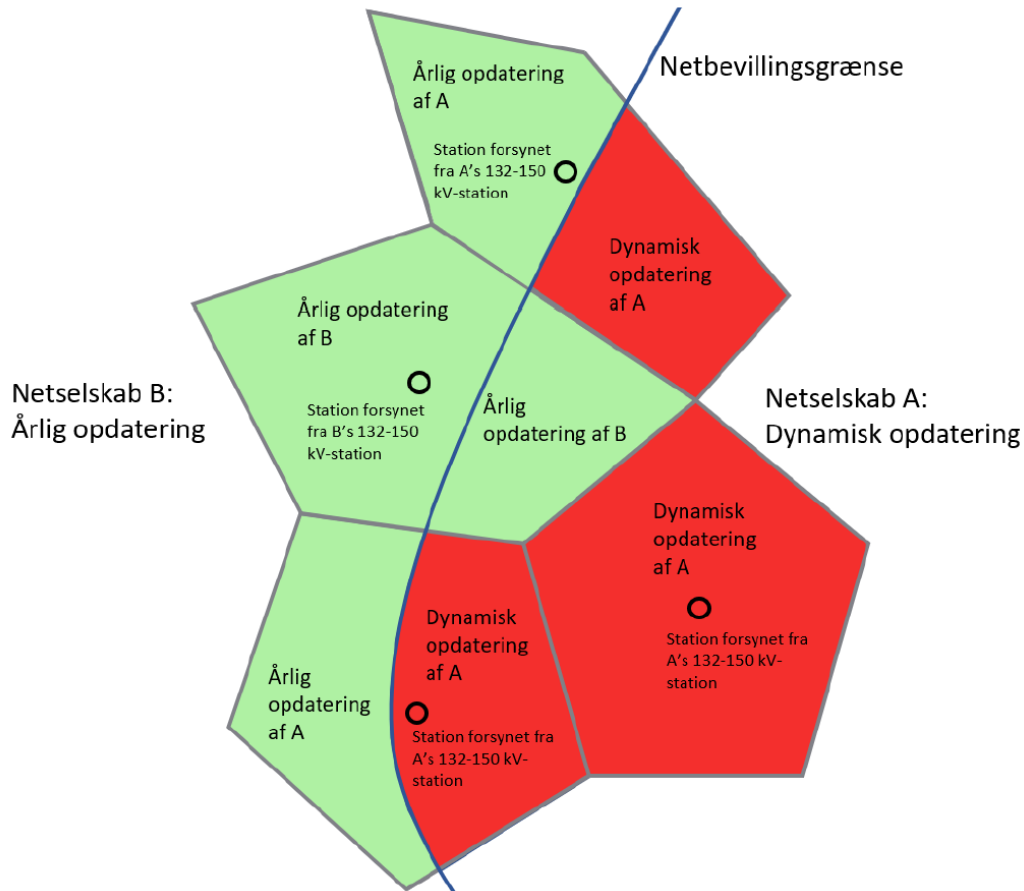 Netbevillingsgrænse
Årlig opdatering
af A
Station forsynet
fra A's 132-150
kV-station
Dynamisk
opdatering
af A
Årlig opdatering
af B
Station forsynet
fra B's 132-150
kV-station
Årlig
opdatering af B
Netselskab B:
Årlig opdatering
Netselskab A:
Dynamisk opdatering
Dynamisk
opdatering
af A
Station forsynet fra
A's 132-150 kV-
station
Dynamisk
opdatering
af A
Station forsynet fra
A's 132-150 kV-
station
Årlig
opdatering
af A